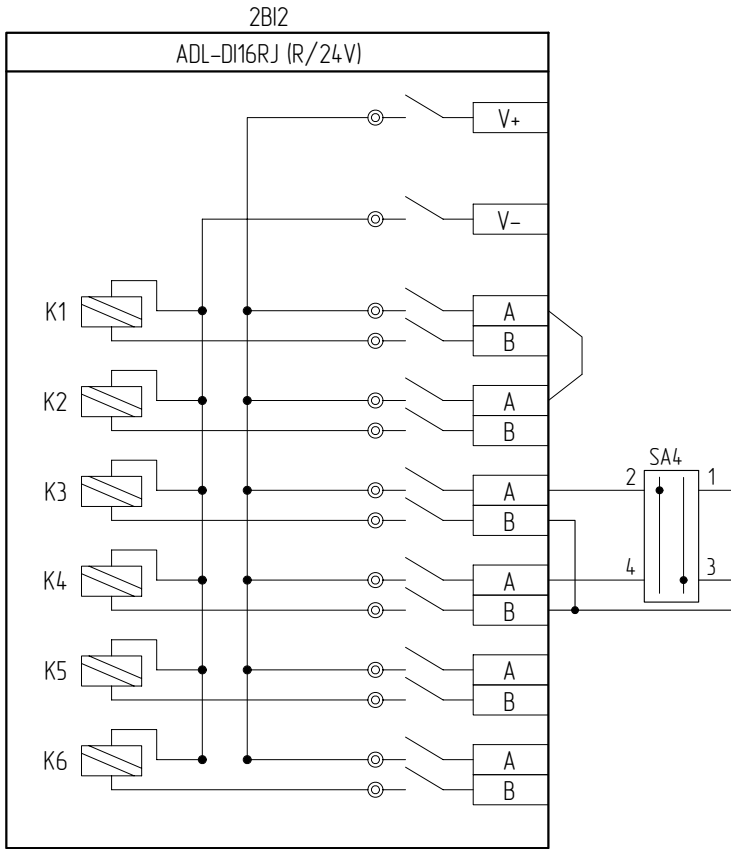 2BI2
ADL-DI16RJ (R/24V)
V+
V-
K1 A
B
K2 A
B
SA4
K3 A 2 1
B
K4 A 4 3
B
K5 A
B
K6 A
B